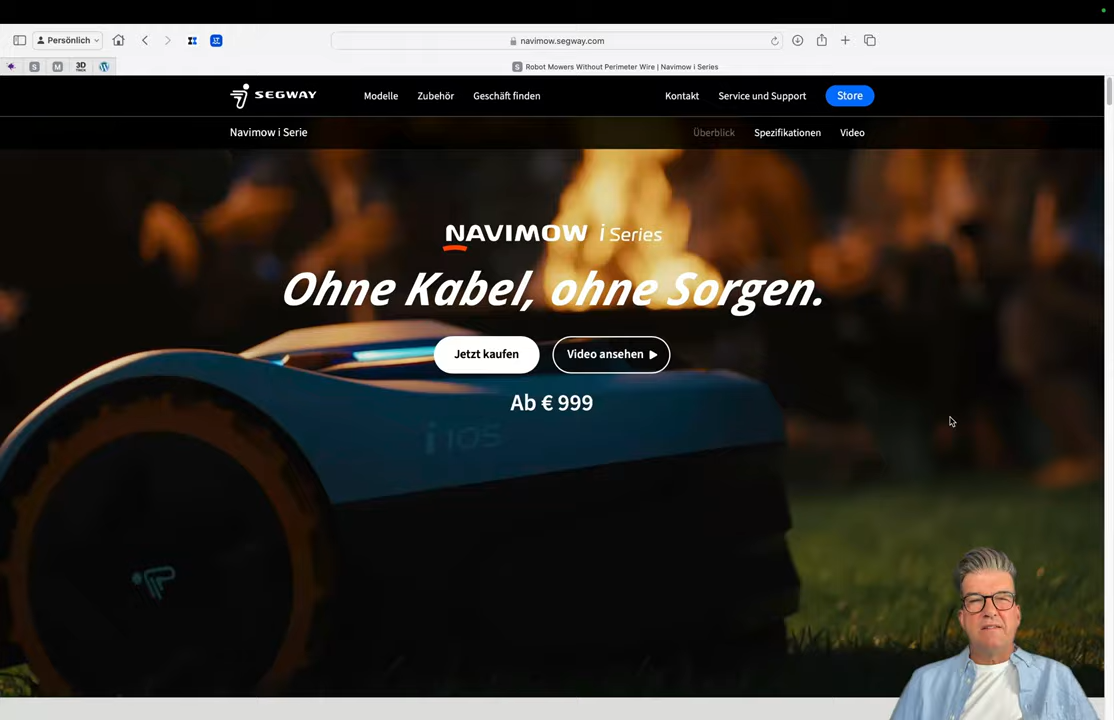 Persönlich
navimow.segway.com
S
M
3D
S Robot Mowers Without Perimeter Wire | Navimow i Series
SEGWAY
Modelle Zubehör Geschäft finden Kontakt Service und Support Store
Navimow i Serie Überblick Spezifikationen Video
NAVIMOW i Series
Ohne Kabel, ohne Sorgen.
Jetzt kaufen Video ansehen
Ab € 999
i 105